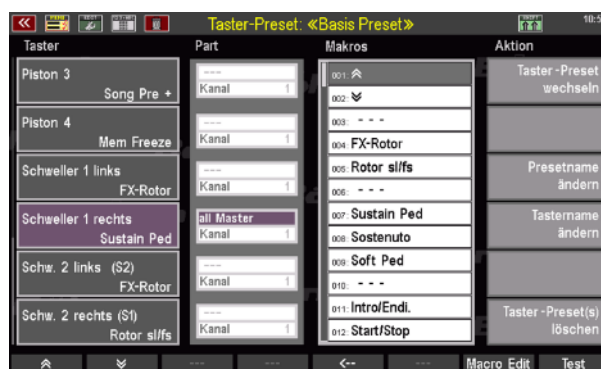 Taster-Preset: «Basis Preset»
10:5
Taster
Part
Makros
Aktion
Piston 3
Song Pre +
Piston 4
Mem Freeze
Schweller 1 links
FX-Rotor
Schweller 1 rechts
Sustain Ped
Schw. 2 links (S2)
FX-Rotor
Schw. 2 rechts (S1)
Rotor sl/fs
---
Kanal 1
---
Kanal 1
---
Kanal 1
all Master
Kanal 1
---
Kanal 1
---
Kanal 1
001:
002:
003: - - -
004: FX-Rotor
005: Rotor sl/fs
006: - - -
007: Sustain Ped
008: Sostenuto
009: Soft Ped
010: - - -
011: Intro/Endi.
012: Start/Stop
Taster-Preset
wechseln
Presetname
ändern
Tastername
ändern
Taster-Preset(s)
löschen
---
---
<--
---
Macro Edit
Test